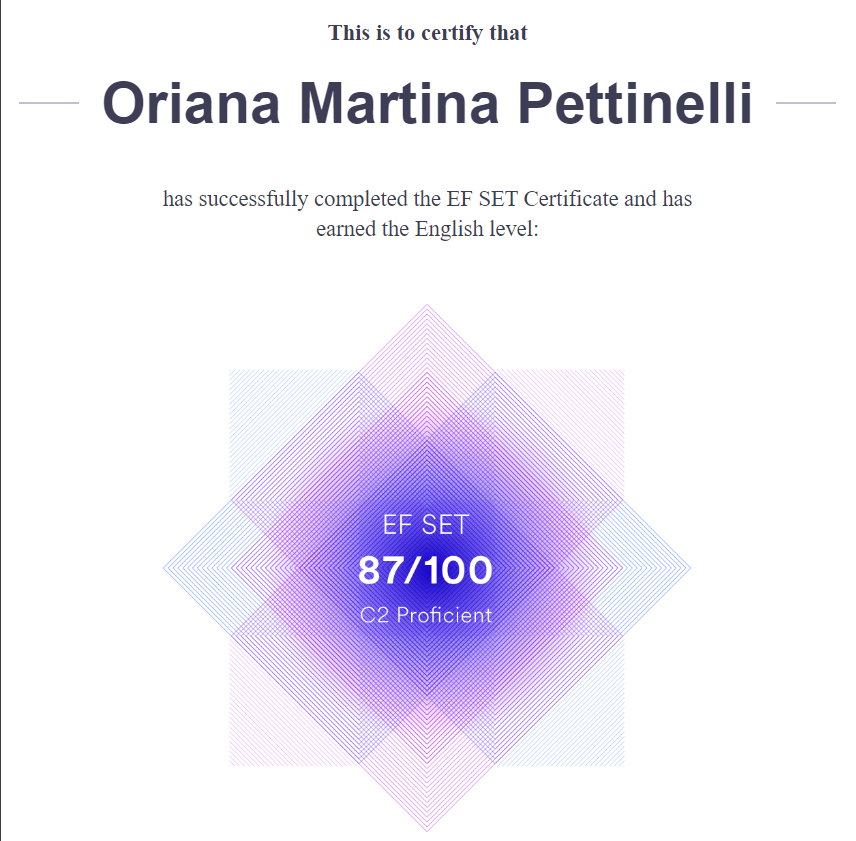 This is to certify that
Oriana Martina Pettinelli
has successfully completed the EF SET Certificate and has
earned the English level:
EF SET
87/100
C2 Proficient